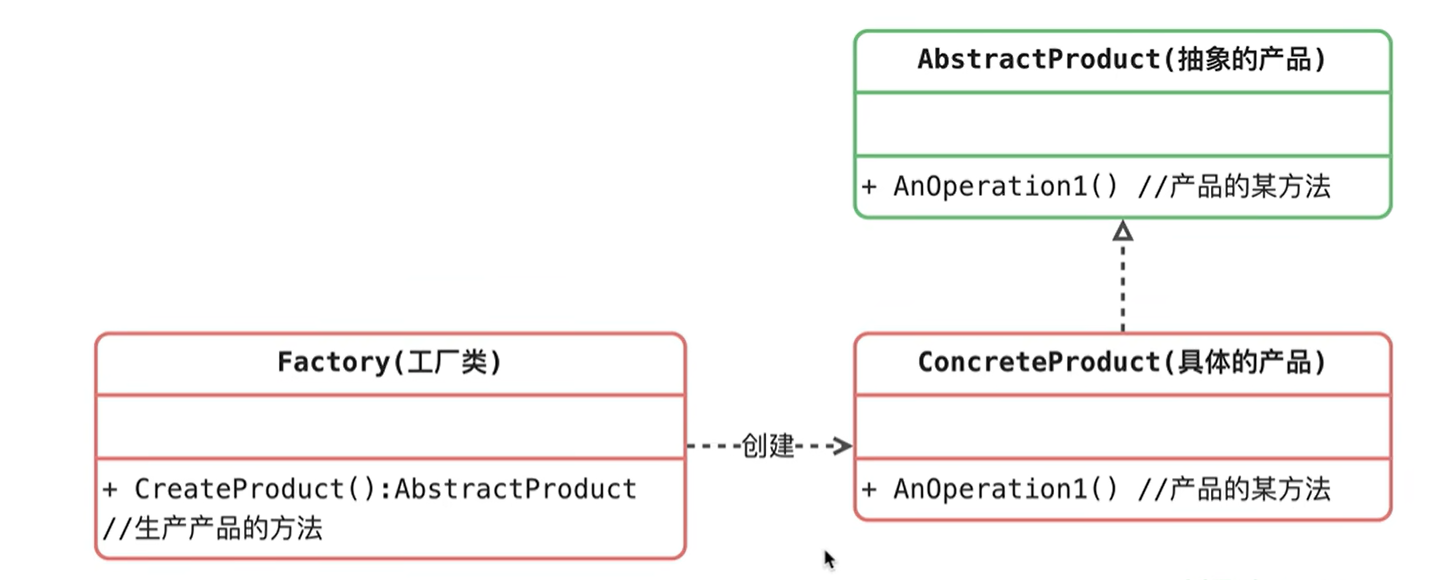 AbstractProduct(抽象的产品)
+ AnOperation1() //产品的某方法
Factory(工厂类)
+ CreateProduct():AbstractProduct
//生产产品的方法
创建
ConcreteProduct(具体的产品)
+ AnOperation1() //产品的某方法